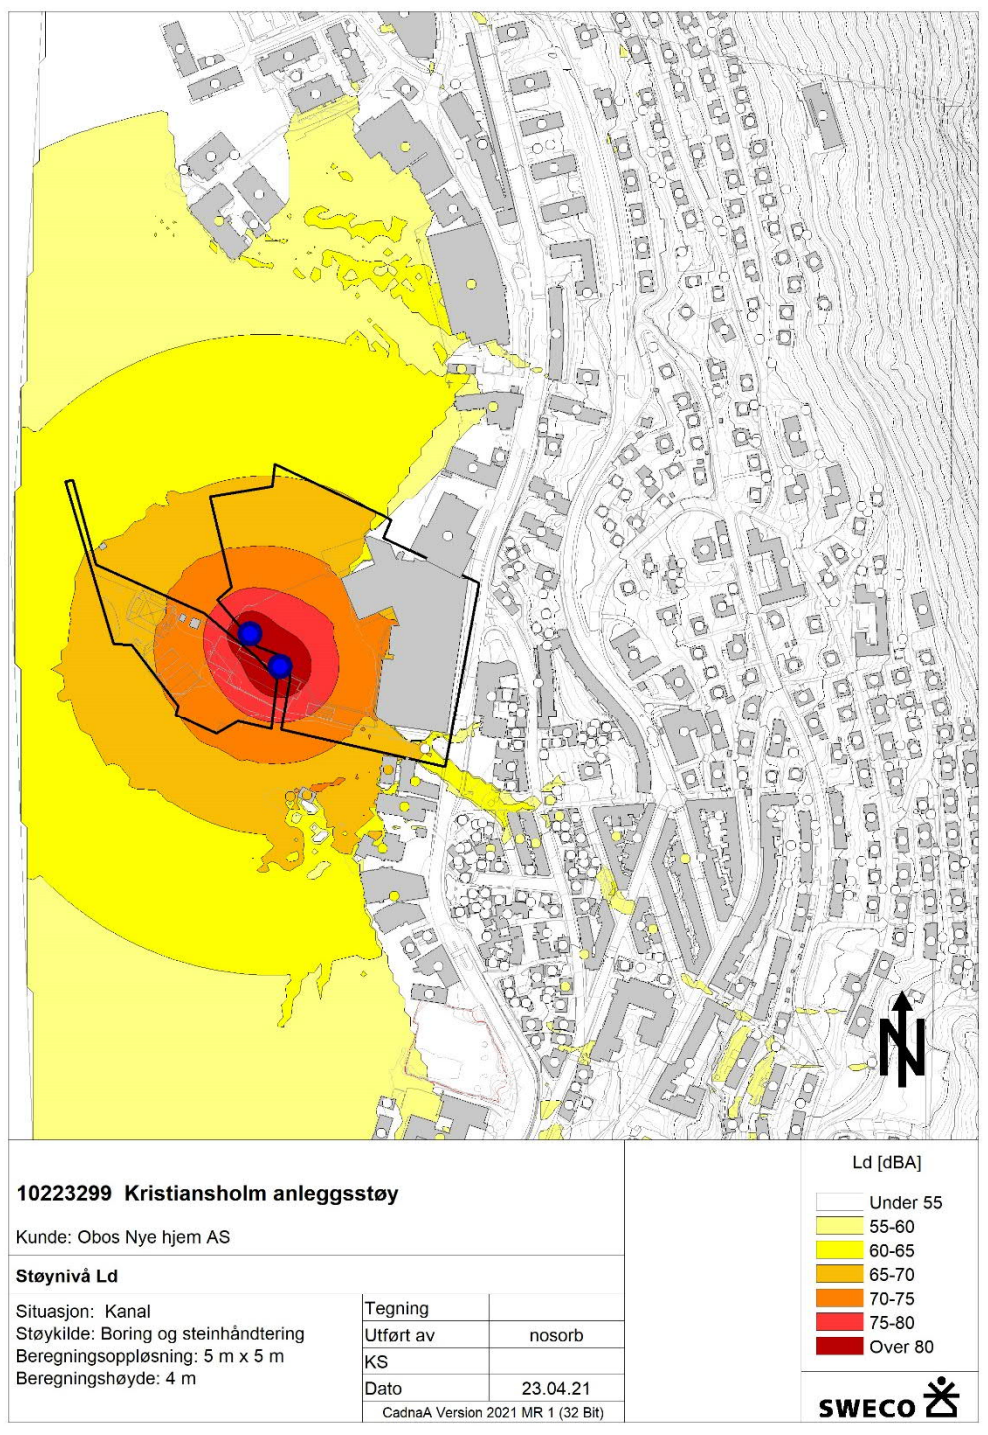 N
10223299 Kristiansholm anleggsstøy
Kunde: Obos Nye hjem AS
Støynivå Ld
Situasjon: Kanal
Støykilde: Boring og steinhåndtering
Beregningsoppløsning: 5 m x 5 m
Beregningshøyde: 4 m
Tegning
Utført av nosorb
KS
Dato 23.04.21
CadnaA Version 2021 MR 1 (32 Bit)
Ld [dBA]
Under 55
55-60
60-65
65-70
70-75
75-80
Over 80
SWECO